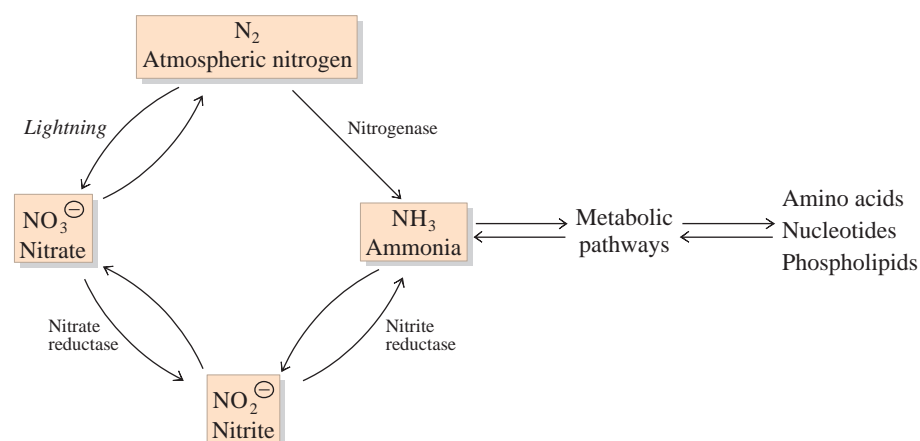 N₂
Atmospheric nitrogen
Lightning
Nitrogenase
NO₃⊖
Nitrate
NH₃
Ammonia
Metabolic
pathways
Amino acids
Nucleotides
Phospholipids
Nitrate
reductase
Nitrite
reductase
NO₂⊖
Nitrite